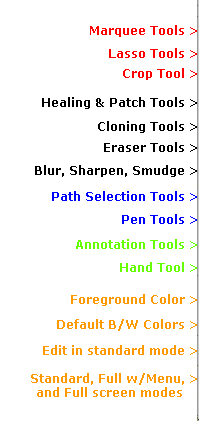 Marquee Tools >
Lasso Tools >
Crop Tool >
Healing & Patch Tools >
Cloning Tools >
Eraser Tools >
Blur, Sharpen, Smudge >
Path Selection Tools >
Pen Tools >
Annotation Tools >
Hand Tool >
Foreground Color >
Default B/W Colors >
Edit in standard mode >
Standard, Full w/Menu, >
and Full screen modes